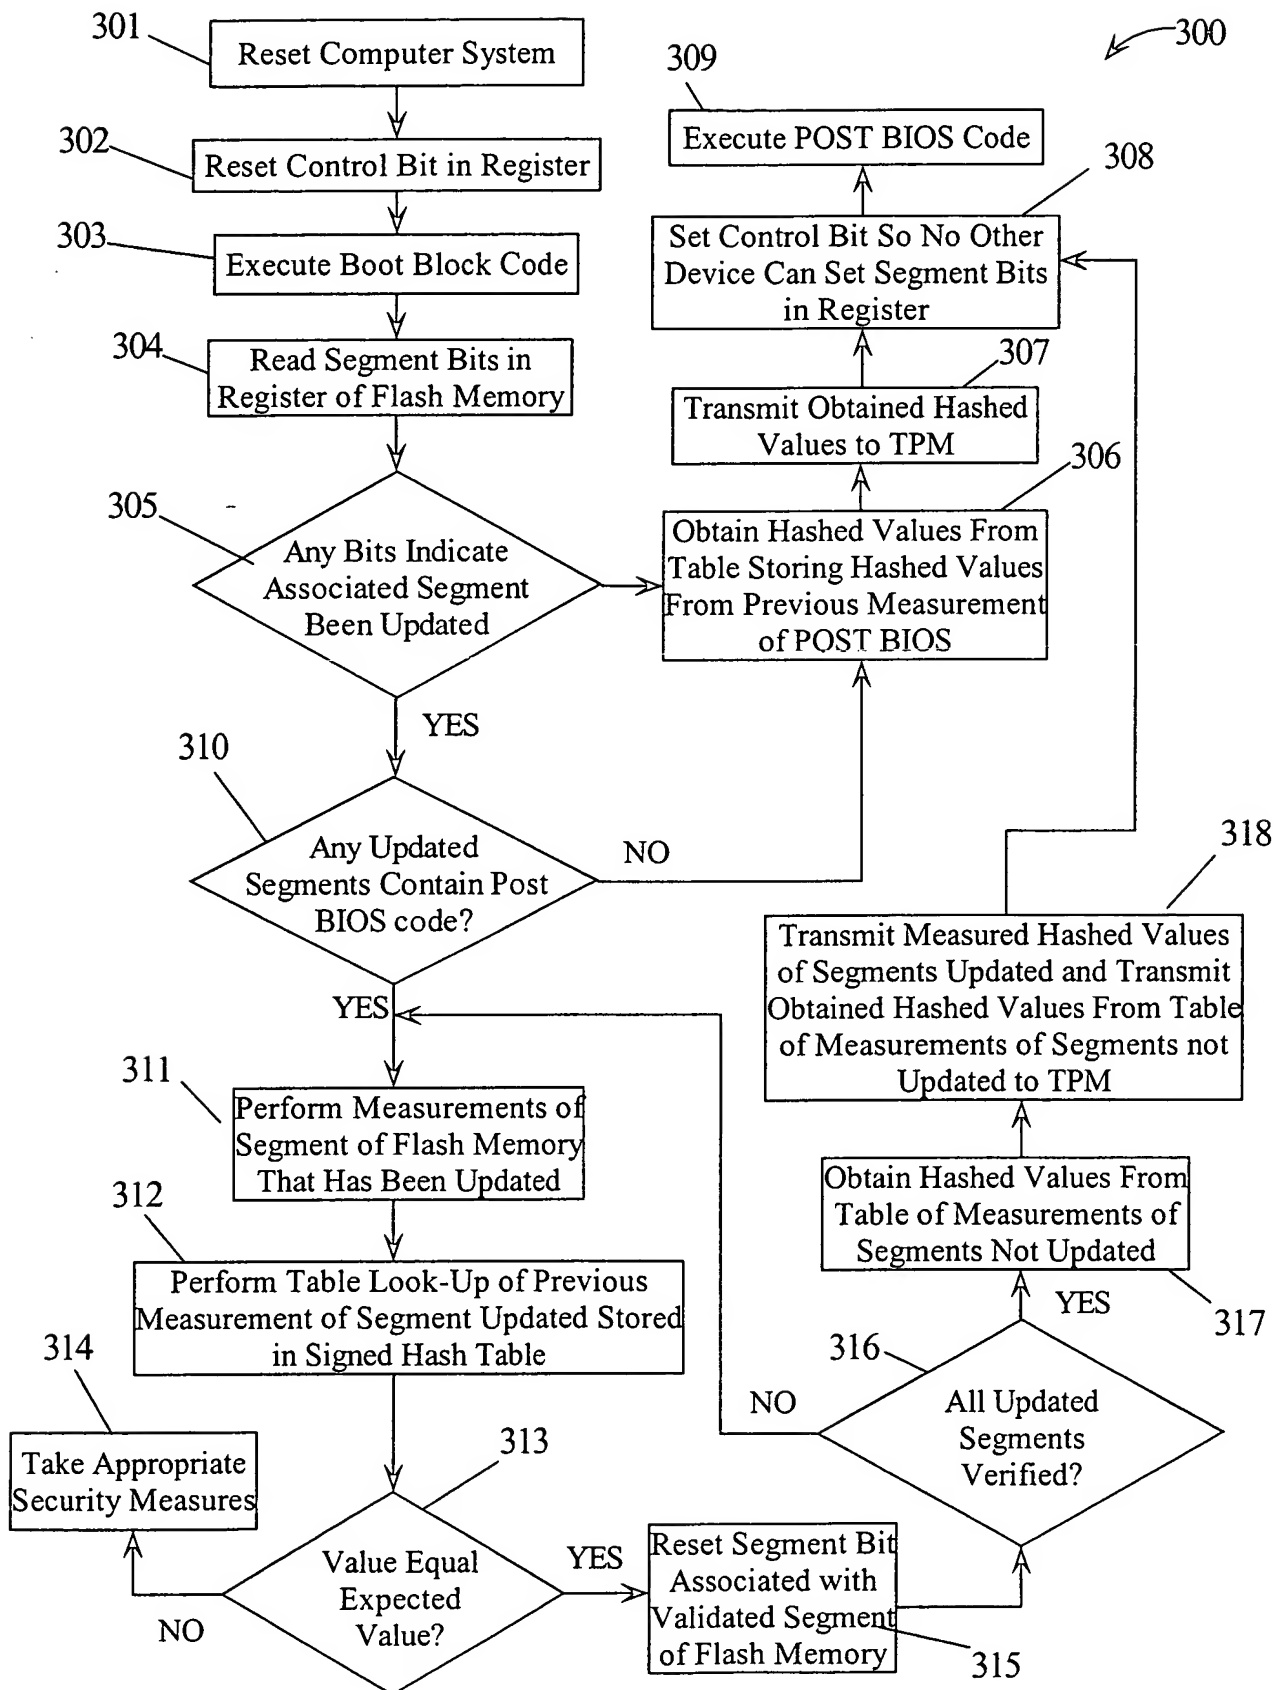 300
301
Reset Computer System
302
Reset Control Bit in Register
303
Execute Boot Block Code
304
Read Segment Bits in
Register of Flash Memory
305
Any Bits Indicate
Associated Segment
Been Updated
YES
306
Obtain Hashed Values From
Table Storing Hashed Values
From Previous Measurement
of POST BIOS
307
Transmit Obtained Hashed
Values to TPM
308
Set Control Bit So No Other
Device Can Set Segment Bits
in Register
309
Execute POST BIOS Code
310
Any Updated
Segments Contain Post
BIOS code?
NO
YES
311
Perform Measurements of
Segment of Flash Memory
That Has Been Updated
312
Perform Table Look-Up of Previous
Measurement of Segment Updated Stored
in Signed Hash Table
313
Value Equal
Expected
Value?
NO
YES
314
Take Appropriate
Security Measures
315
Reset Segment Bit
Associated with
Validated Segment
of Flash Memory
316
All Updated
Segments
Verified?
NO
YES
317
Obtain Hashed Values From
Table of Measurements of
Segments Not Updated
318
Transmit Measured Hashed Values
of Segments Updated and Transmit
Obtained Hashed Values From Table
of Measurements of Segments not
Updated to TPM